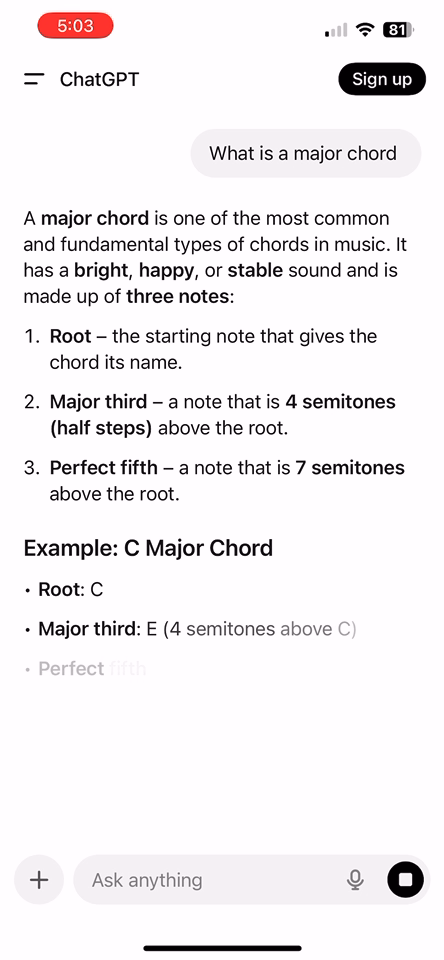 5:03
81
ChatGPT
Sign up
What is a major chord
A major chord is one of the most common
and fundamental types of chords in music. It
has a bright, happy, or stable sound and is
made up of three notes:
1. Root – the starting note that gives the
chord its name.
2. Major third – a note that is 4 semitones
(half steps) above the root.
3. Perfect fifth – a note that is 7 semitones
above the root.
Example: C Major Chord
• Root: C
• Major third: E (4 semitones above C)
• Perfect fifth
Ask anything